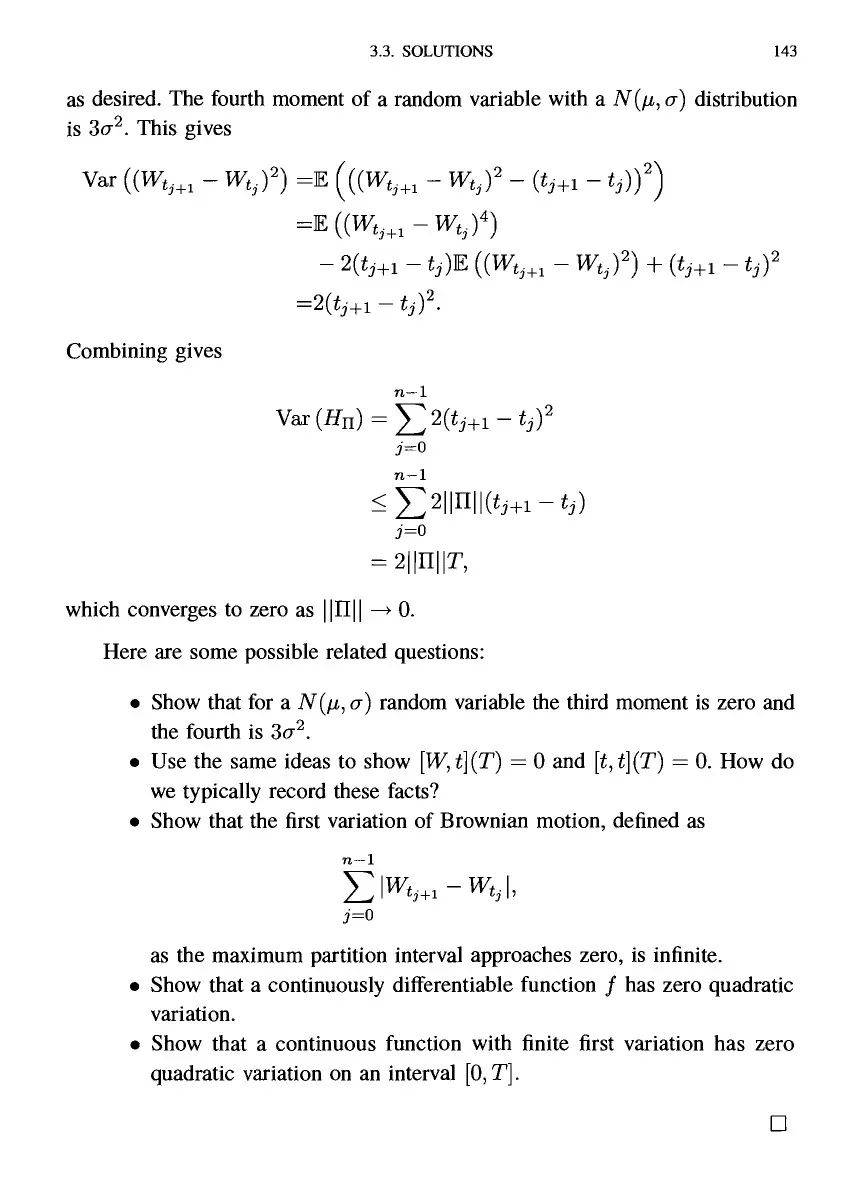 3.3. SOLUTIONS 143
as desired. The fourth moment of a random variable with a N(μ, σ) distribution
is 3σ². This gives
Var ((W_{t_{j+1}} − W_{t_j})²) =𝔼 (((W_{t_{j+1}} − W_{t_j})² − (t_{j+1} − t_j))²)
=𝔼 ((W_{t_{j+1}} − W_{t_j})⁴)
− 2(t_{j+1} − t_j)𝔼 ((W_{t_{j+1}} − W_{t_j})²) + (t_{j+1} − t_j)²
=2(t_{j+1} − t_j)².
Combining gives
Var (H_Π) = ∑_{j=0}^{n−1} 2(t_{j+1} − t_j)²
≤ ∑_{j=0}^{n−1} 2||Π||(t_{j+1} − t_j)
= 2||Π||T,
which converges to zero as ||Π|| → 0.
Here are some possible related questions:
• Show that for a N(μ, σ) random variable the third moment is zero and
the fourth is 3σ².
• Use the same ideas to show [W, t](T) = 0 and [t, t](T) = 0. How do
we typically record these facts?
• Show that the first variation of Brownian motion, defined as
∑_{j=0}^{n−1} |W_{t_{j+1}} − W_{t_j}|,
as the maximum partition interval approaches zero, is infinite.
• Show that a continuously differentiable function f has zero quadratic
variation.
• Show that a continuous function with finite first variation has zero
quadratic variation on an interval [0, T].
□